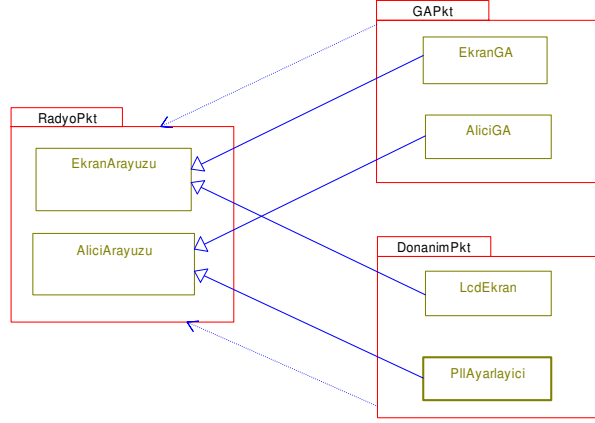 GAPkt
EkranGA
AliciGA
RadyoPkt
EkranArayuzu
AliciArayuzu
DonanimPkt
LcdEkran
PllAyarlayici